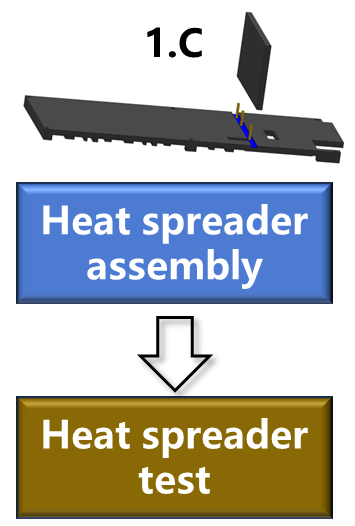 1.C
Heat spreader
assembly
Heat spreader
test